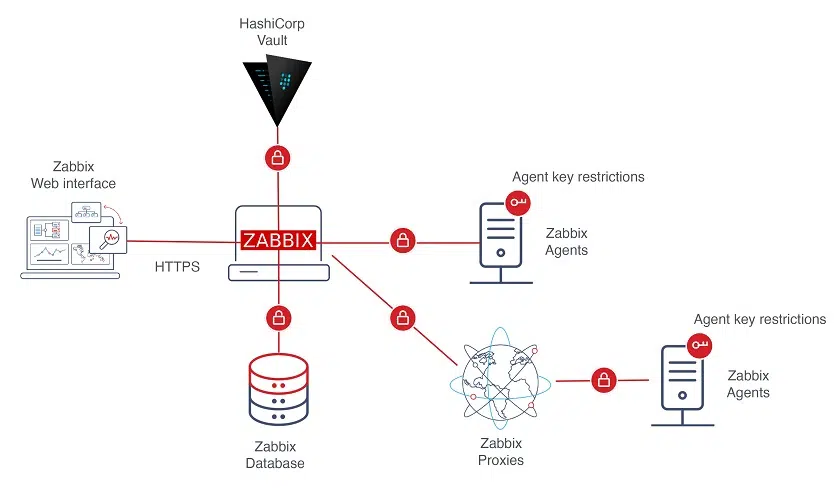 HashiCorp
Vault
Zabbix
Web interface
Agent key restrictions
ZABBIX
Zabbix
Agents
HTTPS
Agent key restrictions
Zabbix
Agents
Zabbix
Database
Zabbix
Proxies